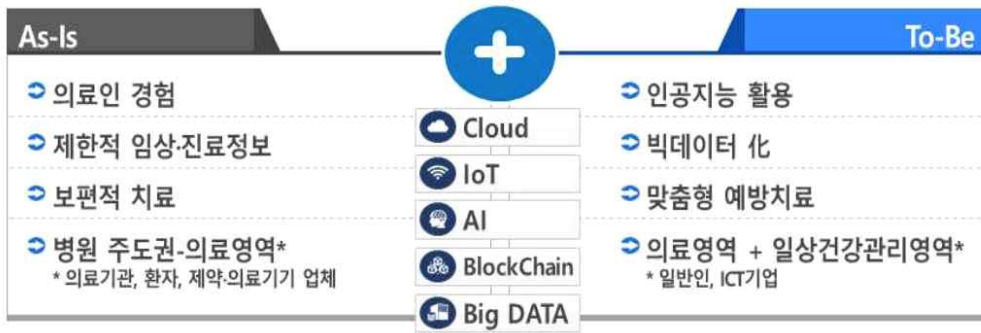 As-Is
의료인 경험
제한적 임상·진료정보
보편적 치료
병원 주도권-의료영역*
* 의료기관, 환자, 제약·의료기기 업체
Cloud
IoT
AI
BlockChain
Big DATA
To-Be
인공지능 활용
빅데이터 化
맞춤형 예방치료
의료영역 + 일상건강관리영역*
* 일반인, ICT기업